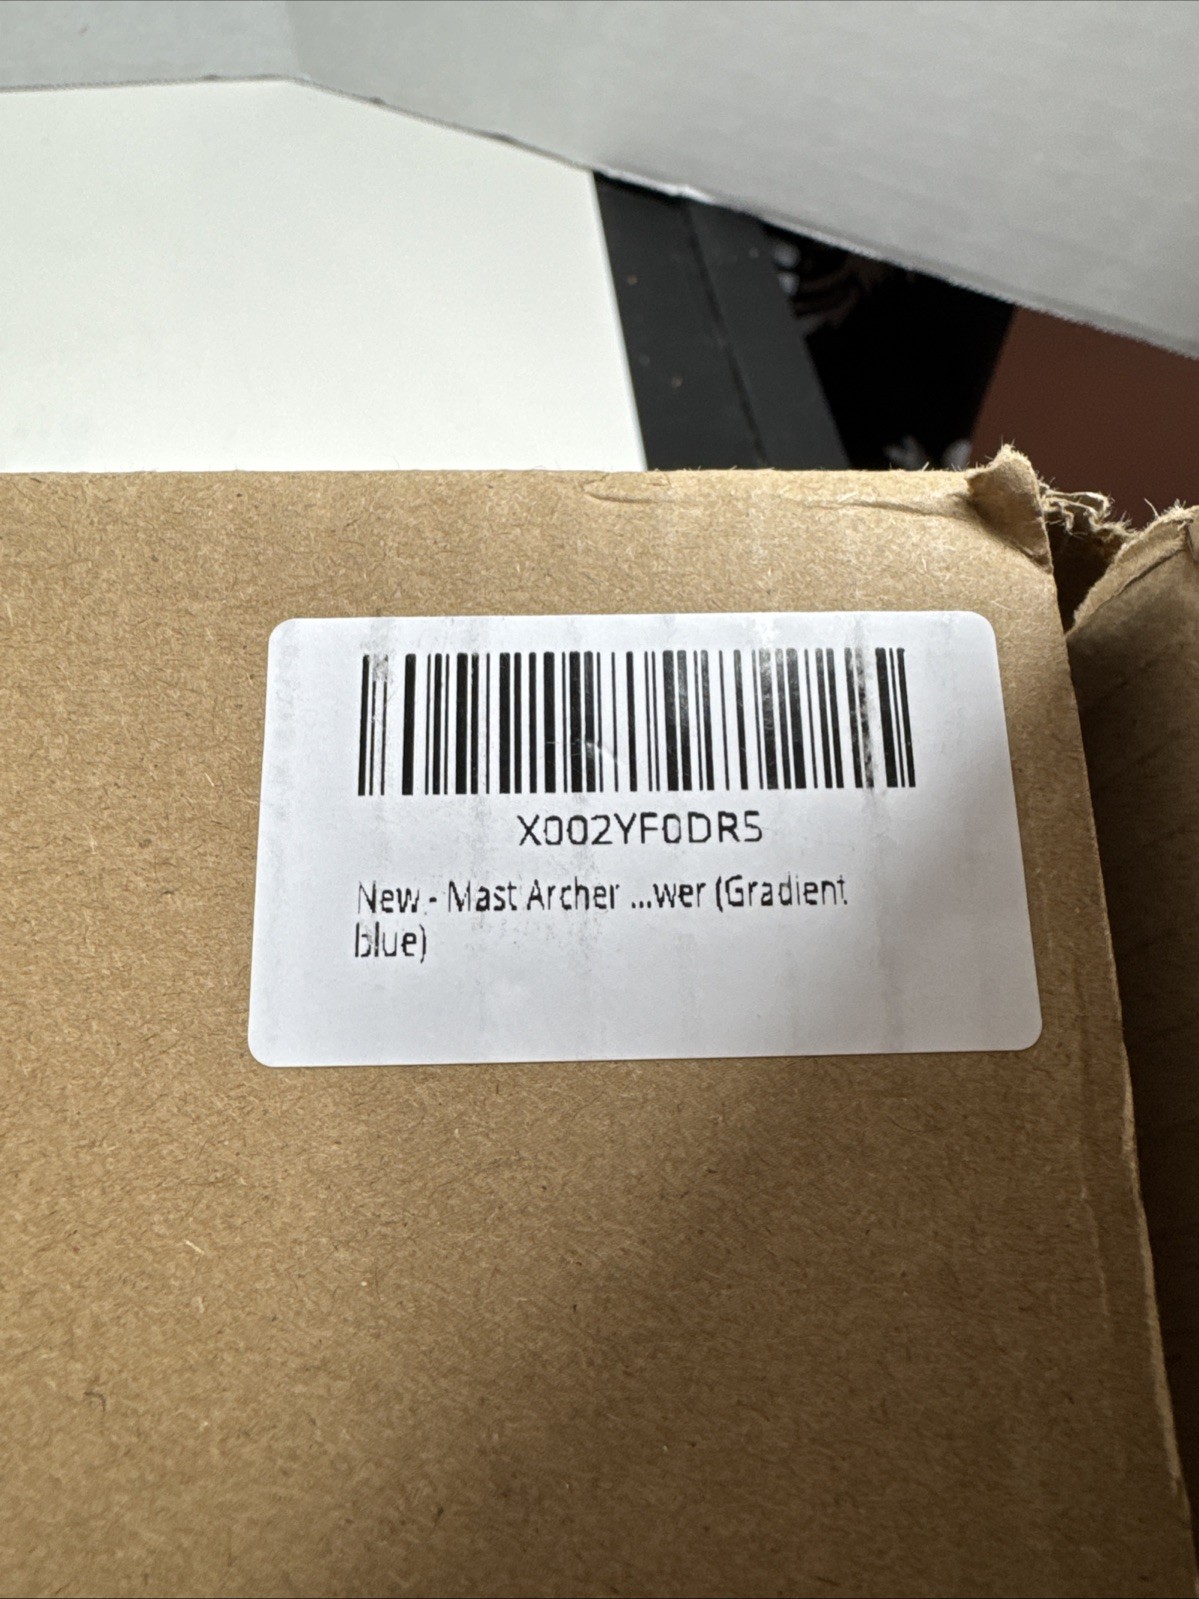 X002YF0DR5
New - Mast Archer ...wer (Gradient
blue)